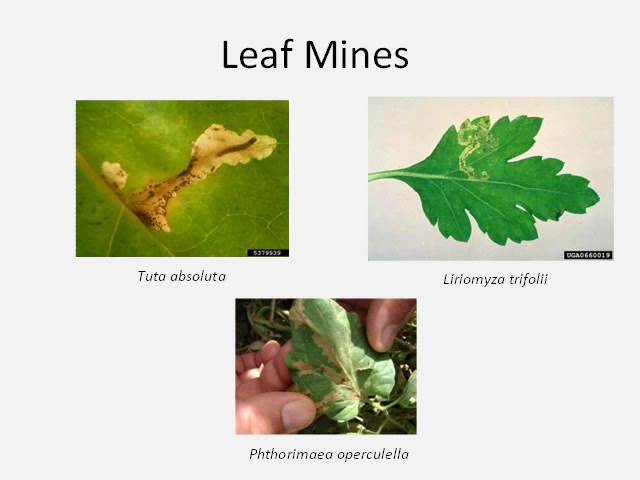 Leaf Mines
5379939
UGA0660019
Tuta absoluta
Liriomyza trifolii
Phthorimaea operculella